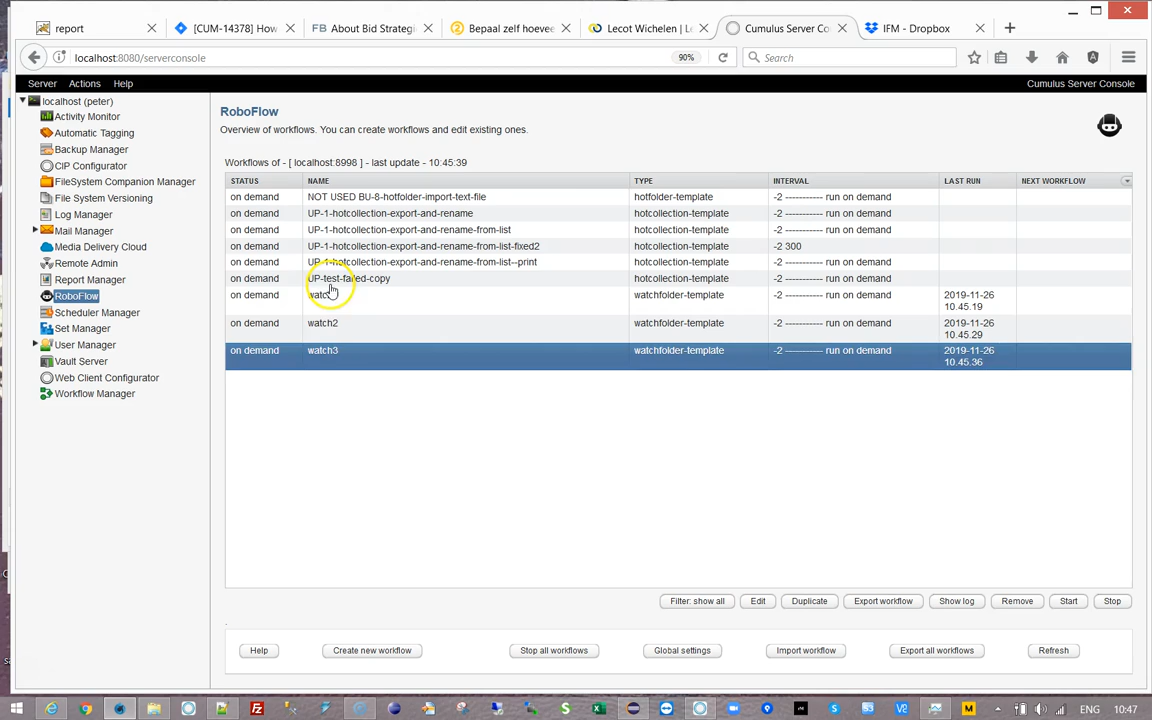 report
[CUM-14378] How
FB About Bid Strategi
Bepaal zelf hoevee
Lecot Wichelen | L
Cumulus Server Co
IFM - Dropbox
localhost:8080/serverconsole
90%
Search
Server Actions Help
Cumulus Server Console
localhost (peter)
Activity Monitor
Automatic Tagging
Backup Manager
CIP Configurator
FileSystem Companion Manager
File System Versioning
Log Manager
Mail Manager
Media Delivery Cloud
Remote Admin
Report Manager
RoboFlow
Scheduler Manager
Set Manager
User Manager
Vault Server
Web Client Configurator
Workflow Manager
RoboFlow
Overview of workflows. You can create workflows and edit existing ones.
Workflows of - [ localhost:8998 ] - last update - 10:45:39
STATUS NAME TYPE INTERVAL LAST RUN NEXT WORKFLOW
on demand NOT USED BU-8-hotfolder-import-text-file hotfolder-template -2 ----------- run on demand
on demand UP-1-hotcollection-export-and-rename hotcollection-template -2 ----------- run on demand
on demand UP-1-hotcollection-export-and-rename-from-list hotcollection-template -2 ----------- run on demand
on demand UP-1-hotcollection-export-and-rename-from-list-fixed2 hotcollection-template -2 300
on demand UP-1-hotcollection-export-and-rename-from-list--print hotcollection-template -2 ----------- run on demand
on demand UP-test-failed-copy hotcollection-template -2 ----------- run on demand
on demand watchfolder-template -2 ----------- run on demand 2019-11-26
10.45.19
on demand watch2 watchfolder-template -2 ----------- run on demand 2019-11-26
10.45.29
on demand watch3 watchfolder-template -2 ----------- run on demand 2019-11-26
10.45.36
Filter: show all Edit Duplicate Export workflow Show log Remove Start Stop
Help Create new workflow Stop all workflows Global settings Import workflow Export all workflows Refresh
ENG 10:47